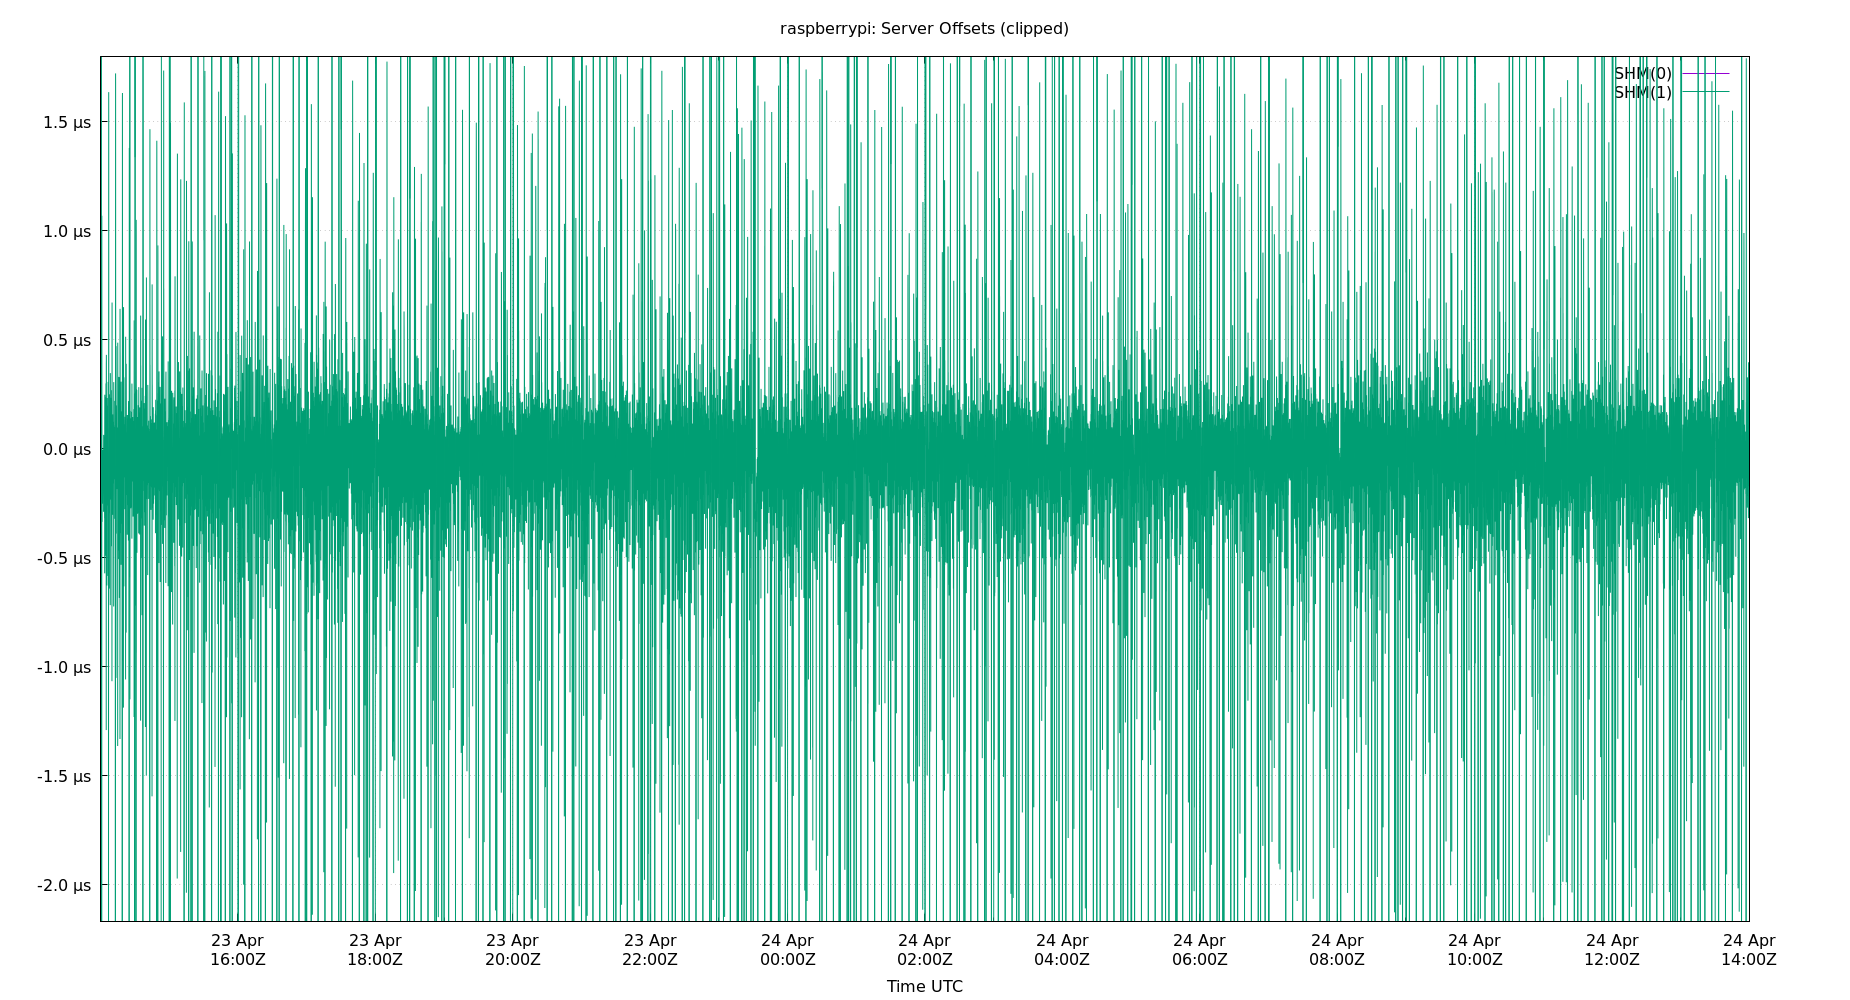 raspberrypi: Server Offsets (clipped)
SHM(0)
SHM(1)
1.5 µs
1.0 µs
0.5 µs
0.0 µs
-0.5 µs
-1.0 µs
-1.5 µs
-2.0 µs
23 Apr 23 Apr 23 Apr 23 Apr 24 Apr 24 Apr 24 Apr 24 Apr 24 Apr 24 Apr 24 Apr 24 Apr
16:00Z 18:00Z 20:00Z 22:00Z 00:00Z 02:00Z 04:00Z 06:00Z 08:00Z 10:00Z 12:00Z 14:00Z
Time UTC